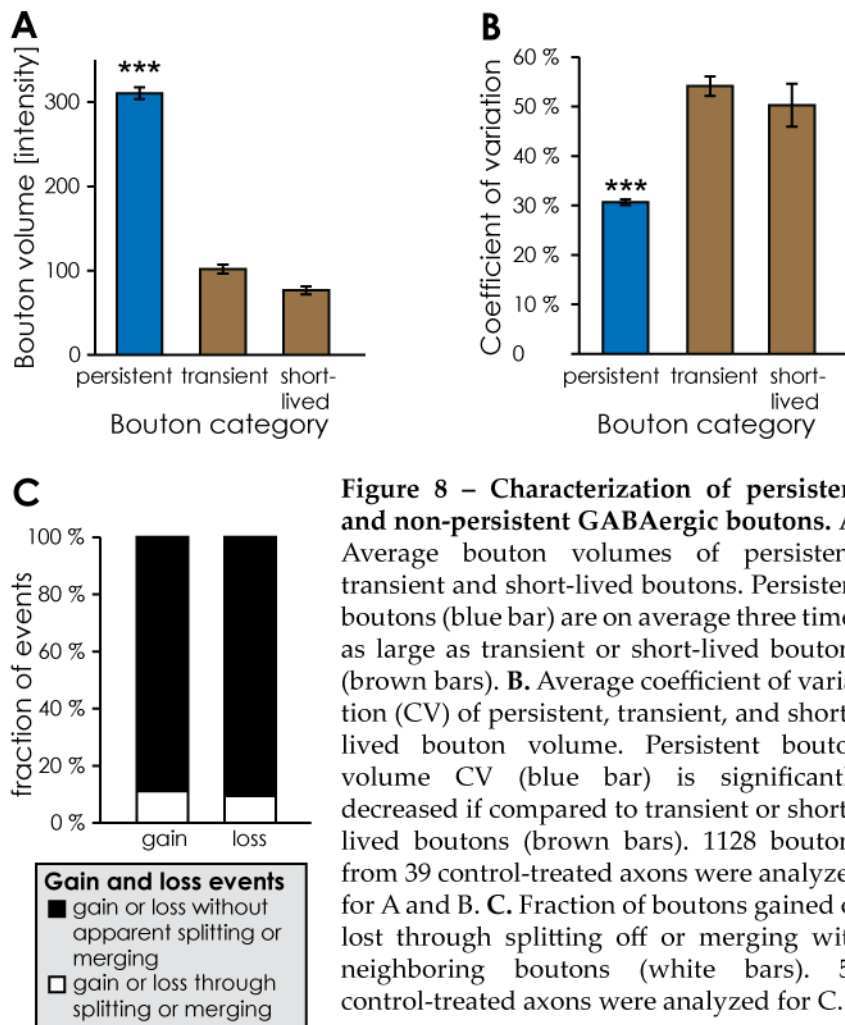 A
Bouton volume [intensity]
300
200
100
0
***
persistent
transient
short-
lived
Bouton category
B
Coefficient of variation
60 %
50 %
40 %
30 %
20 %
10 %
0
***
persistent
transient
short-
lived
Bouton category
C
fraction of events
100 %
80 %
60 %
40 %
20 %
0 %
gain
loss
Gain and loss events
gain or loss without
apparent splitting or
merging
gain or loss through
splitting or merging
Figure 8 – Characterization of persisten
and non-persistent GABAergic boutons. A
Average bouton volumes of persisten
transient and short-lived boutons. Persisten
boutons (blue bar) are on average three time
as large as transient or short-lived bouton
(brown bars). B. Average coefficient of varia
tion (CV) of persistent, transient, and short
lived bouton volume. Persistent bouto
volume CV (blue bar) is significantl
decreased if compared to transient or short
lived boutons (brown bars). 1128 bouton
from 39 control-treated axons were analyze
for A and B. C. Fraction of boutons gained o
lost through splitting off or merging wit
neighboring boutons (white bars). 5
control-treated axons were analyzed for C.